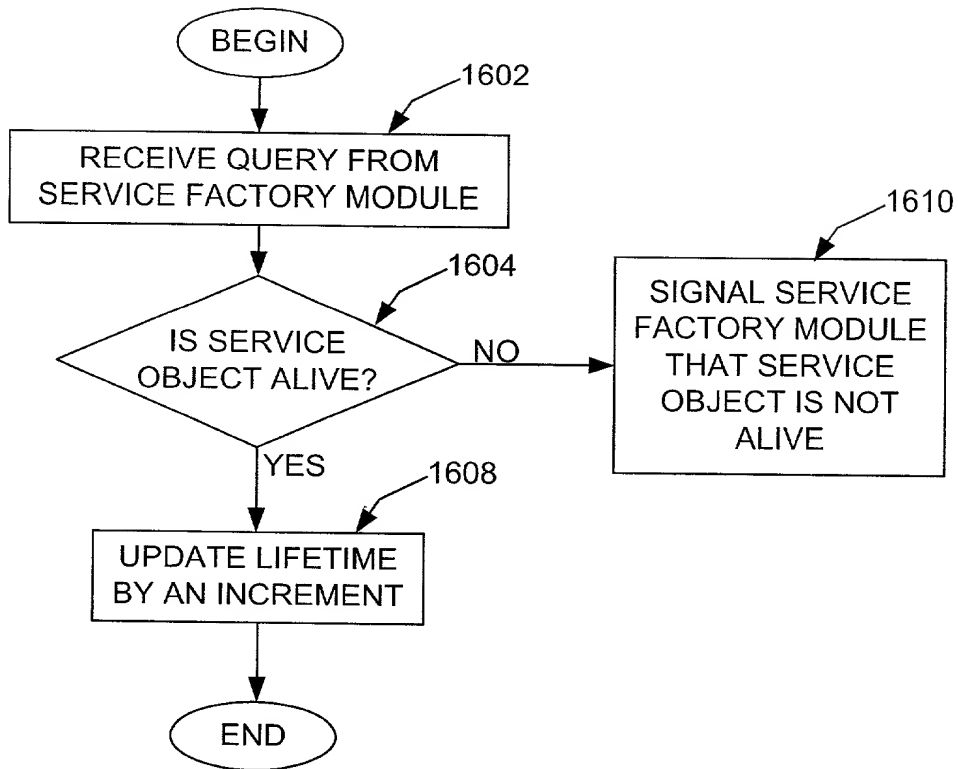 BEGIN
1602
RECEIVE QUERY FROM
SERVICE FACTORY MODULE
1604
IS SERVICE
OBJECT ALIVE?
NO
1610
SIGNAL SERVICE
FACTORY MODULE
THAT SERVICE
OBJECT IS NOT
ALIVE
YES
1608
UPDATE LIFETIME
BY AN INCREMENT
END